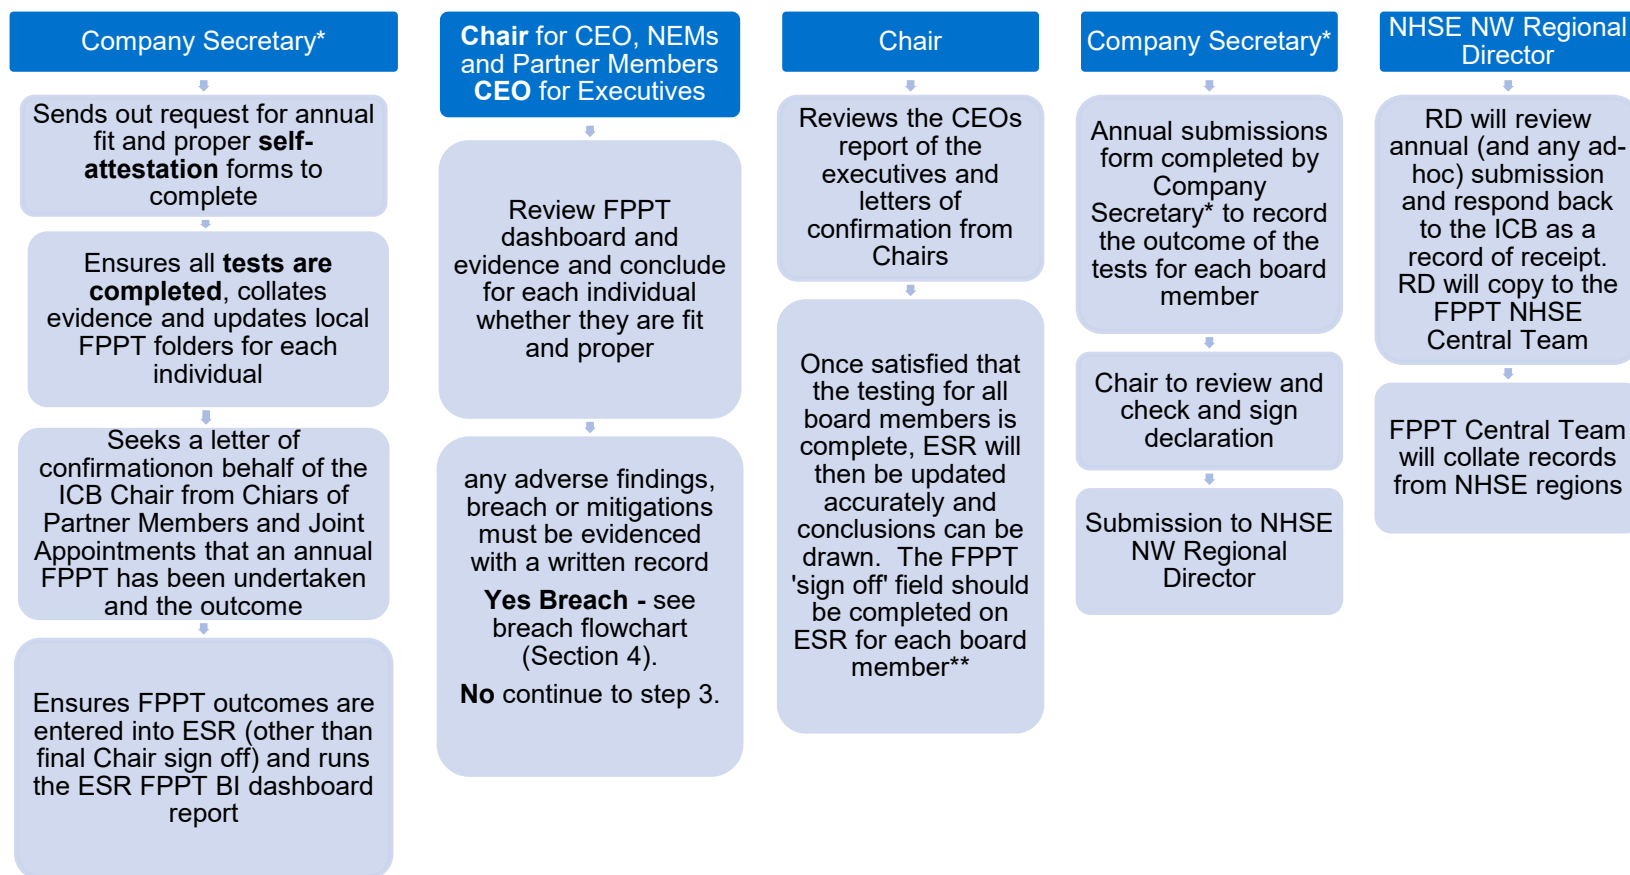 Company Secretary*
Sends out request for annual
fit and proper self-
attestation forms to
complete
Ensures all tests are
completed, collates
evidence and updates local
FPPT folders for each
individual
Seeks a letter of
confirmationon behalf of the
ICB Chair from Chiars of
Partner Members and Joint
Appointments that an annual
FPPT has been undertaken
and the outcome
Ensures FPPT outcomes are
entered into ESR (other than
final Chair sign off) and runs
the ESR FPPT BI dashboard
report
Chair for CEO, NEMs
and Partner Members
CEO for Executives
Review FPPT
dashboard and
evidence and conclude
for each individual
whether they are fit
and proper
any adverse findings,
breach or mitigations
must be evidenced
with a written record
Yes Breach - see
breach flowchart
(Section 4).
No continue to step 3.
Chair
Reviews the CEOs
report of the
executives and
letters of
confirmation from
Chairs
Once satisfied that
the testing for all
board members is
complete, ESR will
then be updated
accurately and
conclusions can be
drawn.  The FPPT
'sign off' field should
be completed on
ESR for each board
member**
Company Secretary*
Annual submissions
form completed by
Company
Secretary* to record
the outcome of the
tests for each board
member
Chair to review and
check and sign
declaration
Submission to NHSE
NW Regional
Director
NHSE NW Regional
Director
RD will review
annual (and any ad-
hoc) submission
and respond back
to the ICB as a
record of receipt.
RD will copy to the
FPPT NHSE
Central Team
FPPT Central Team
will collate records
from NHSE regions